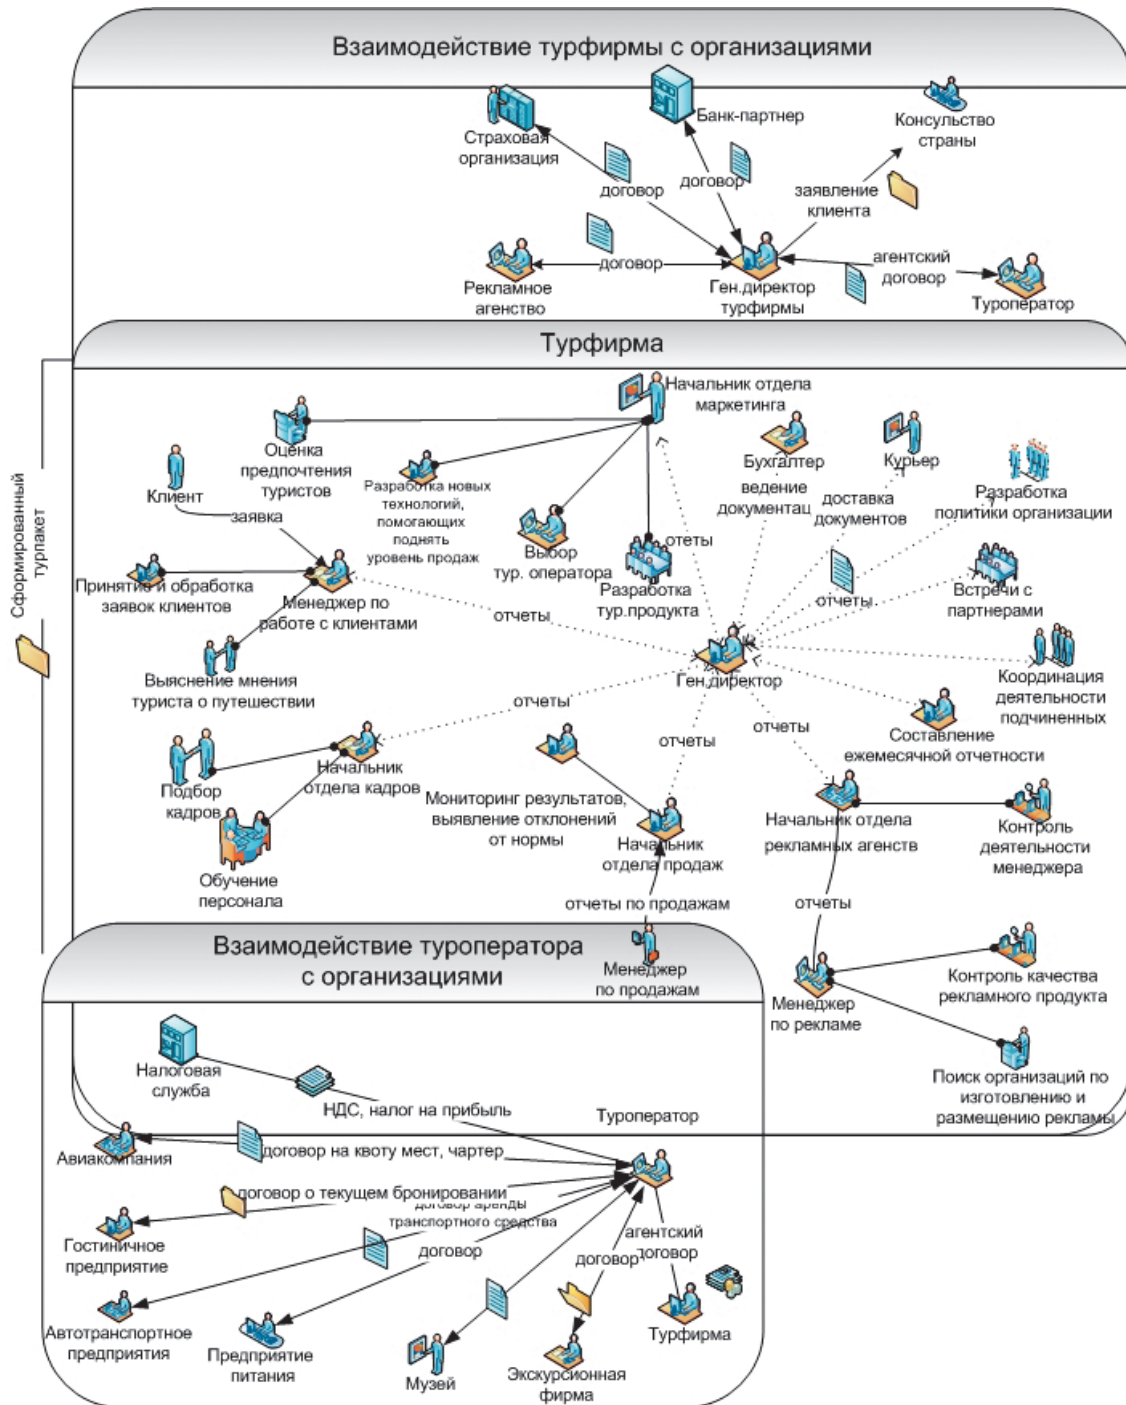 Взаимодействие турфирмы с организациями
Страховая
организация
Банк-партнер
Консульство
страны
договор
договор
заявление
клиента
Рекламное
агенство
договор
Ген.директор
турфирмы
агентский
договор
Туроператор
Турфирма
Сформированный
турпакет
Начальник отдела
маркетинга
Оценка
предпочтения
туристов
Клиент
заявка
Разработка новых
технологий,
помогающих
поднять
уровень продаж
Выбор
тур. оператора
Разработка
тур.продукта
отеты
Бухгалтер
ведение
документац
Курьер
доставка
документов
Разработка
политики организации
Принятие и обработка
заявок клиентов
Менеджер по
работе с клиентами
отчеты
отчеты
Встречи с
партнерами
Выяснение мнения
туриста о путешествии
Ген.директор
Координация
деятельности
подчиненных
отчеты
отчеты
отчеты
Составление
ежемесячной отчетности
Подбор
кадров
Начальник
отдела кадров
Обучение
персонала
Мониторинг результатов,
выявление отклонений
от нормы
Начальник
отдела продаж
Начальник отдела
рекламных агенств
Контроль
деятельности
менеджера
отчеты по продажам
отчеты
Менеджер
по продажам
Менеджер
по рекламе
Контроль качества
рекламного продукта
Поиск организаций по
изготовлению и
размещению рекламы
Взаимодействие туроператора
с организациями
Налоговая
служба
НДС, налог на прибыль
Туроператор
Авиакомпания
договор на квоту мест, чартер
договор о текущем бронировании
договор аренды
транспортного средства
договор
Гостиничное
предприятие
агентский
договор
договор
Автотранспортное
предприятия
Предприятие
питания
Музей
Экскурсионная
фирма
Турфирма